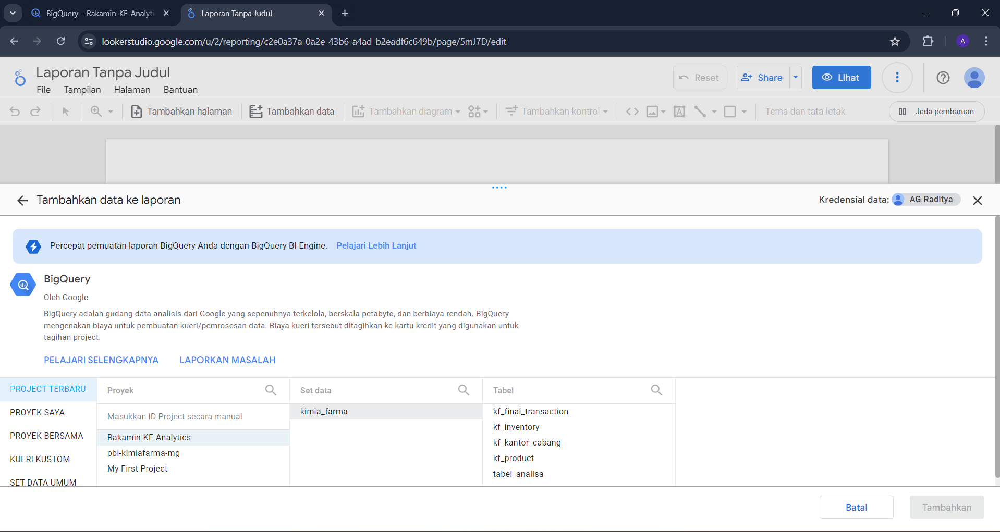 BigQuery – Rakamin-KF-Analyti
Laporan Tanpa Judul
lookerstudio.google.com/u/2/reporting/c2e0a37a-0a2e-43b6-a4ad-b2eadf6c649b/page/5mJ7D/edit
A
Laporan Tanpa Judul
File Tampilan Halaman Bantuan
Reset
Share
Lihat
Tambahkan halaman
Tambahkan data
Tambahkan diagram
Tambahkan kontrol
Tema dan tata letak
Jeda pembaruan
Tambahkan data ke laporan
Kredensial data: AG Raditya
Percepat pemuatan laporan BigQuery Anda dengan BigQuery BI Engine. Pelajari Lebih Lanjut
BigQuery
Oleh Google
BigQuery adalah gudang data analisis dari Google yang sepenuhnya terkelola, berskala petabyte, dan berbiaya rendah. BigQuery
mengenakan biaya untuk pembuatan kueri/pemrosesan data. Biaya kueri tersebut ditagihkan ke kartu kredit yang digunakan untuk
tagihan project.
PELAJARI SELENGKAPNYA LAPORKAN MASALAH
PROJECT TERBARU
PROYEK SAYA
PROYEK BERSAMA
KUERI KUSTOM
SET DATA UMUM
Proyek
Masukkan ID Project secara manual
Rakamin-KF-Analytics
pbi-kimiafarma-mg
My First Project
Set data
kimia_farma
Tabel
kf_final_transaction
kf_inventory
kf_kantor_cabang
kf_product
tabel_analisa
Batal
Tambahkan